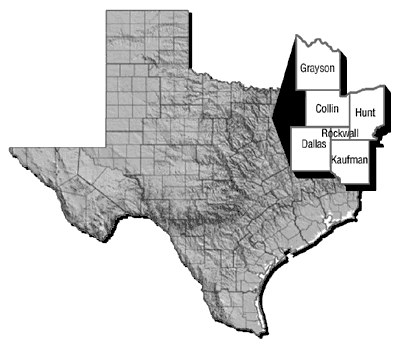 Grayson
Collin
Hunt
Rockwall
Dallas
Kaufman